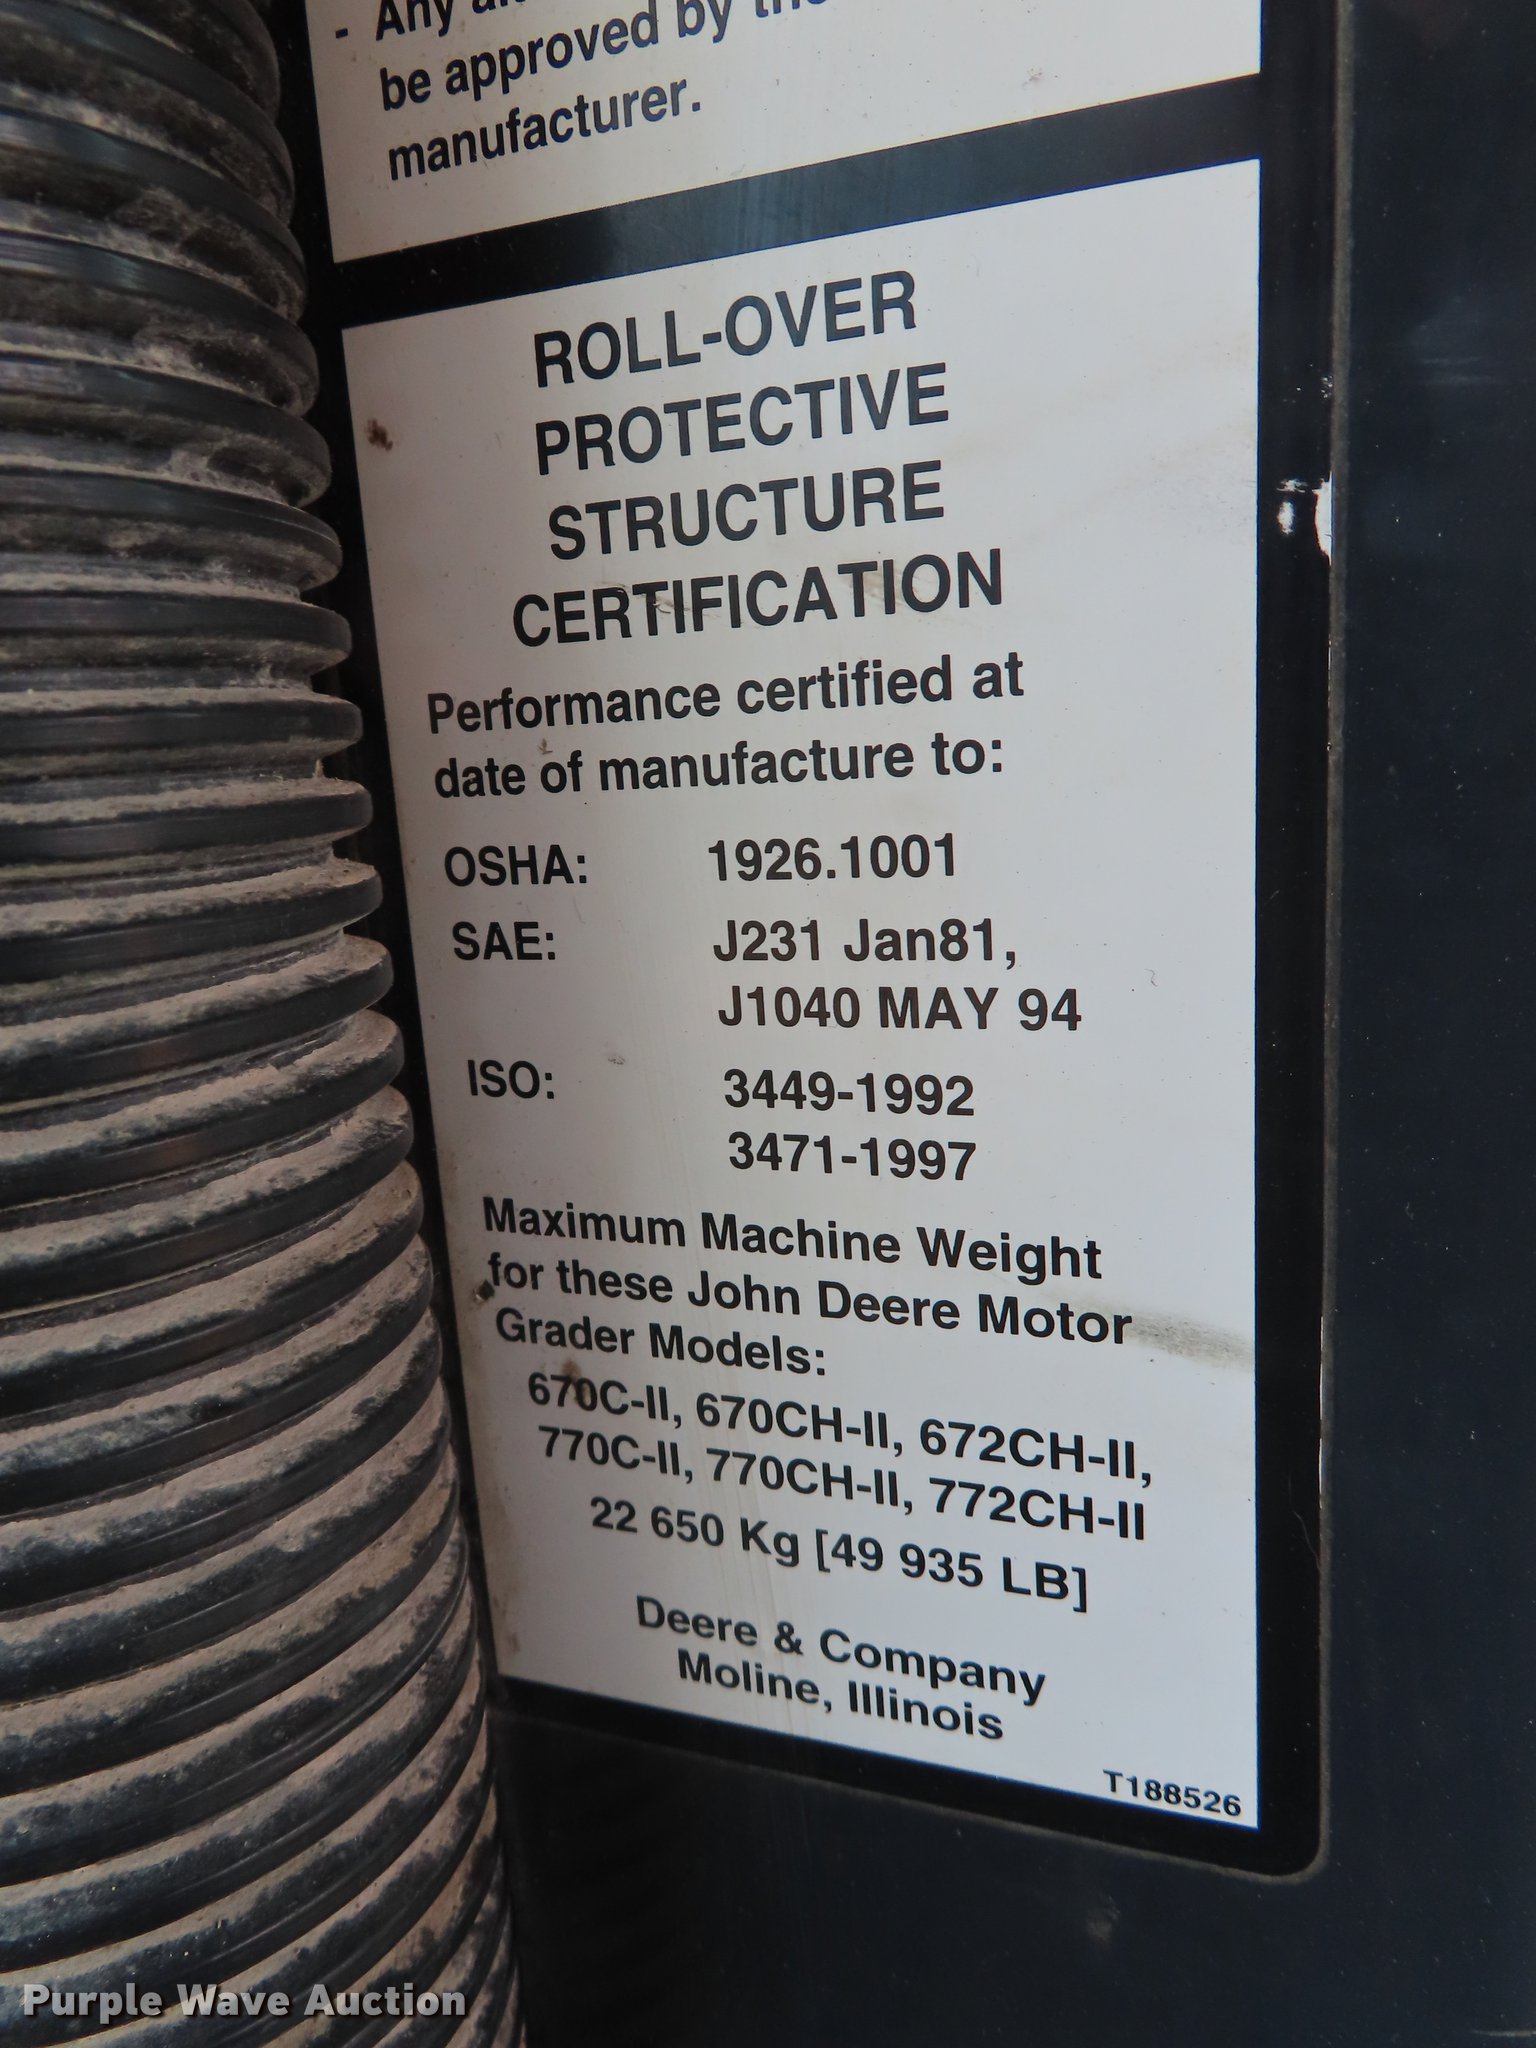 - Any
be approved by the
manufacturer.
ROLL-OVER
PROTECTIVE
STRUCTURE
CERTIFICATION
Performance certified at
date of manufacture to:
OSHA: 1926.1001
SAE: J231 Jan81,
J1040 MAY 94
ISO: 3449-1992
3471-1997
Maximum Machine Weight
for these John Deere Motor
Grader Models:
670C-II, 670CH-II, 672CH-II,
770C-II, 770CH-II, 772CH-II
22 650 Kg [49 935 LB]
Deere & Company
Moline, Illinois
T188526
Purple Wave Auction